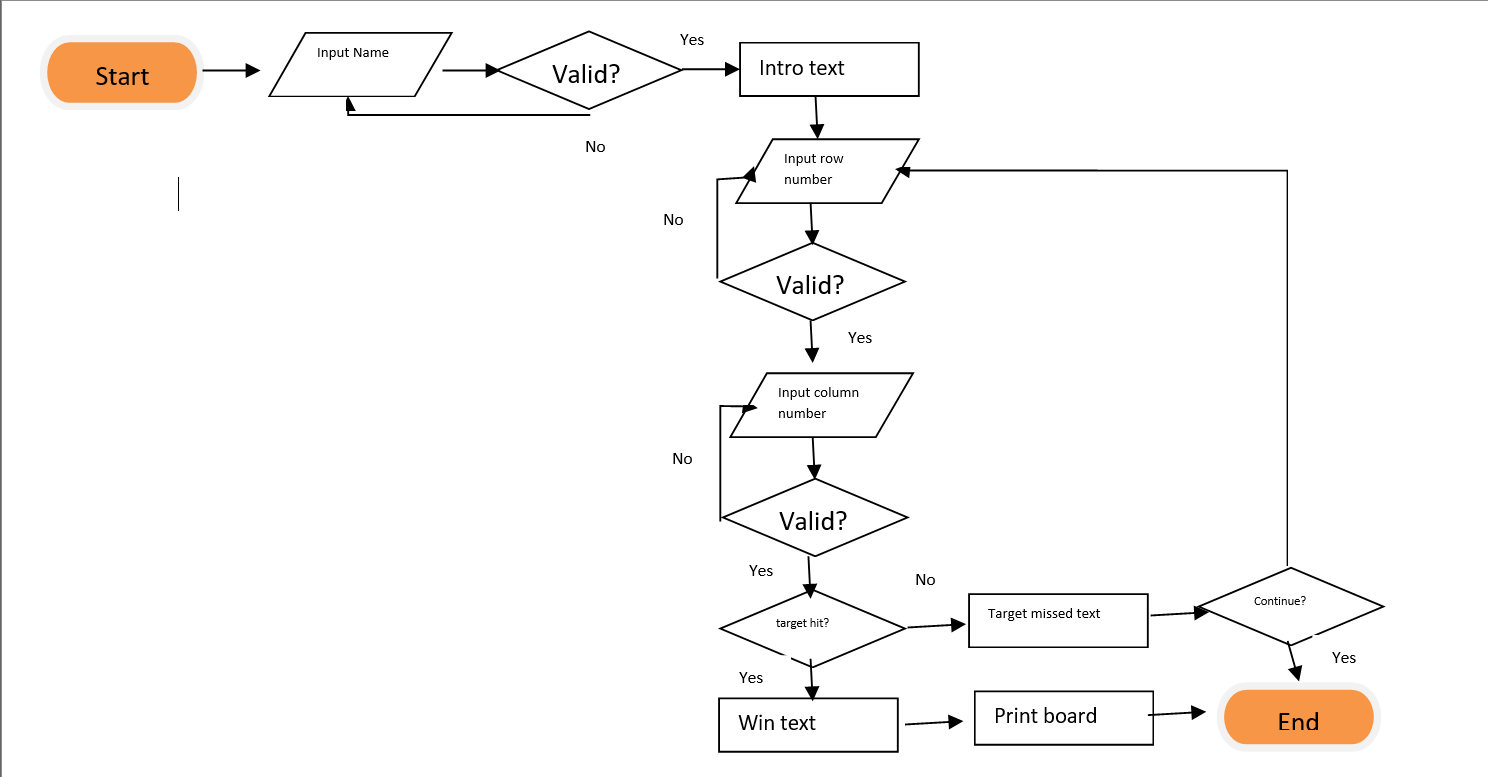 Start
Input Name
Valid?
Yes
Intro text
No
Input row
number
No
Valid?
Yes
Input column
number
No
Valid?
Yes
No
target hit?
Target missed text
Continue?
Yes
Yes
Win text
Print board
End